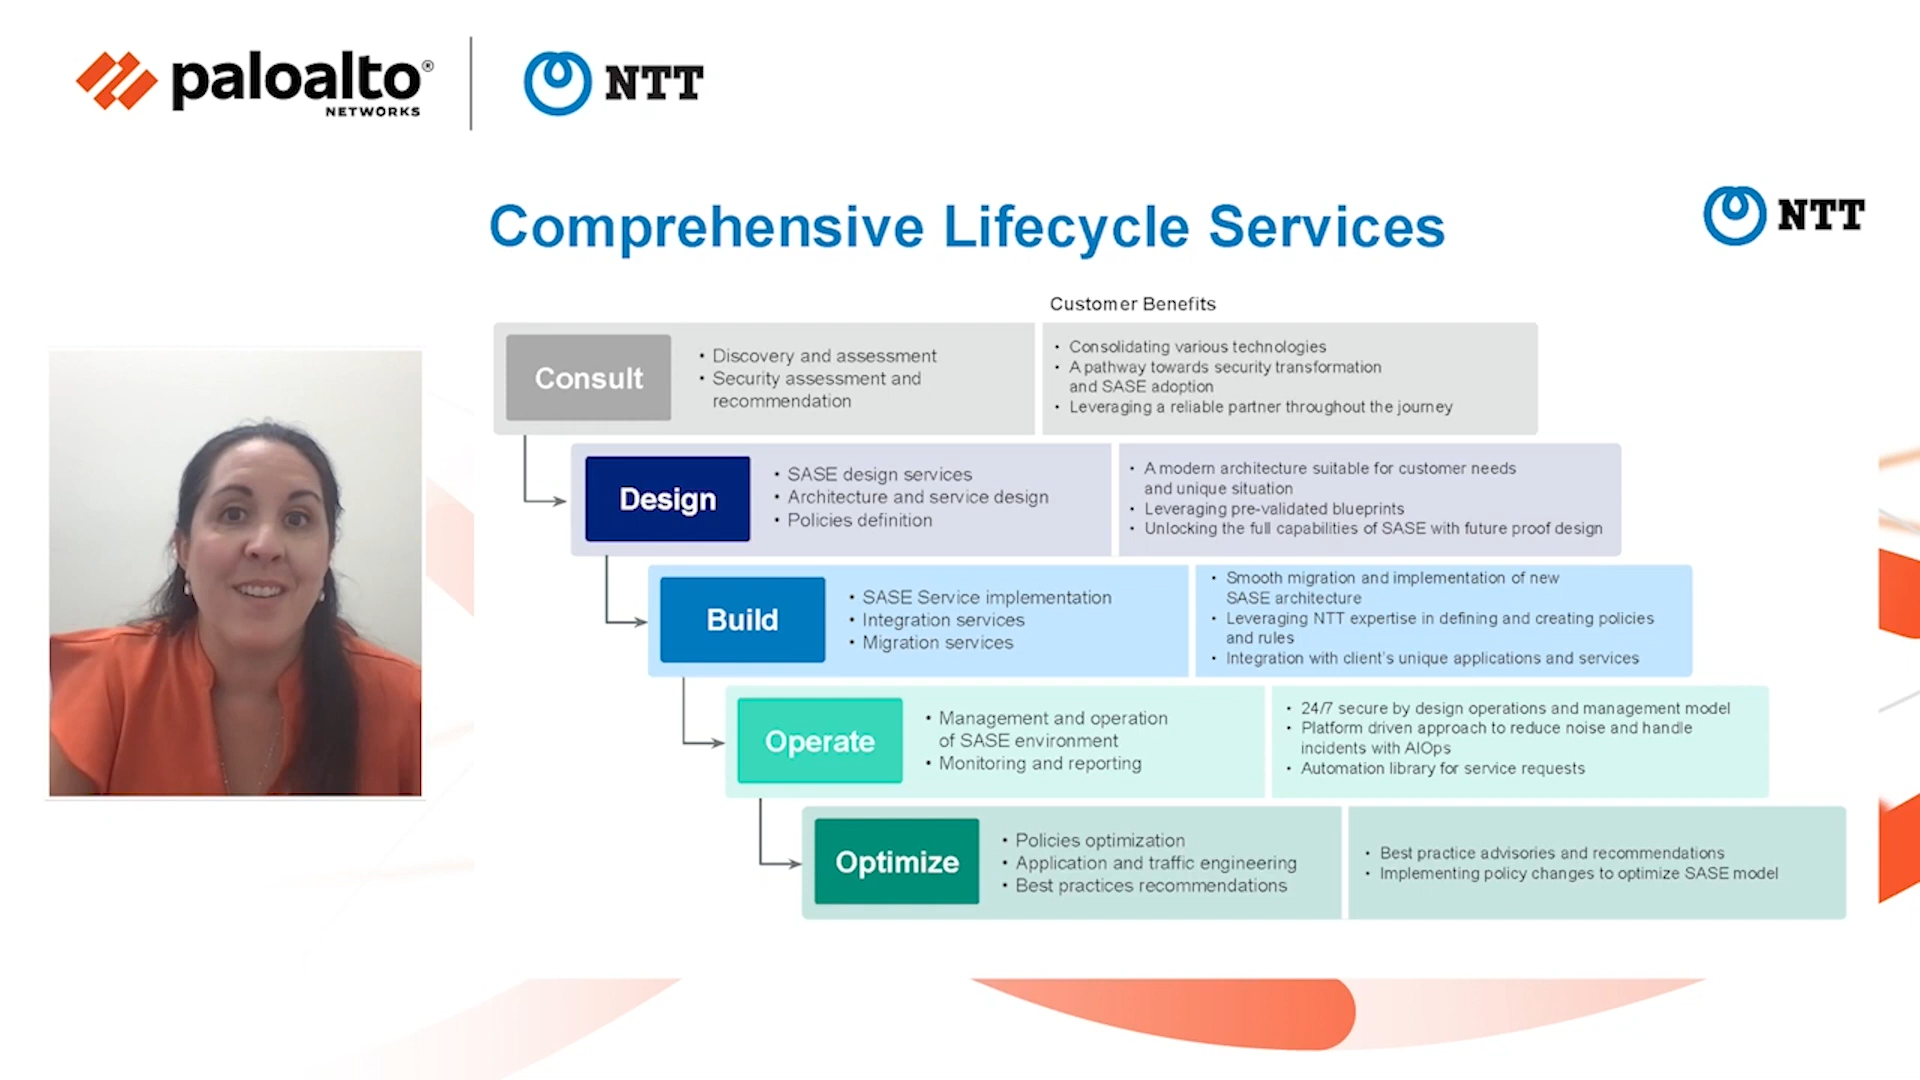 paloalto®
NETWORKS
NTT
Comprehensive Lifecycle Services
NTT
Customer Benefits
Consult
• Discovery and assessment
• Security assessment and
recommendation
• Consolidating various technologies
• A pathway towards security transformation
and SASE adoption
• Leveraging a reliable partner throughout the journey
Design
• SASE design services
• Architecture and service design
• Policies definition
• A modern architecture suitable for customer needs
and unique situation
• Leveraging pre-validated blueprints
• Unlocking the full capabilities of SASE with future proof design
Build
• SASE Service implementation
• Integration services
• Migration services
• Smooth migration and implementation of new
SASE architecture
• Leveraging NTT expertise in defining and creating policies
and rules
• Integration with client's unique applications and services
Operate
• Management and operation
of SASE environment
• Monitoring and reporting
• 24/7 secure by design operations and management model
• Platform driven approach to reduce noise and handle
incidents with AIOps
• Automation library for service requests
Optimize
• Policies optimization
• Application and traffic engineering
• Best practices recommendations
• Best practice advisories and recommendations
• Implementing policy changes to optimize SASE model